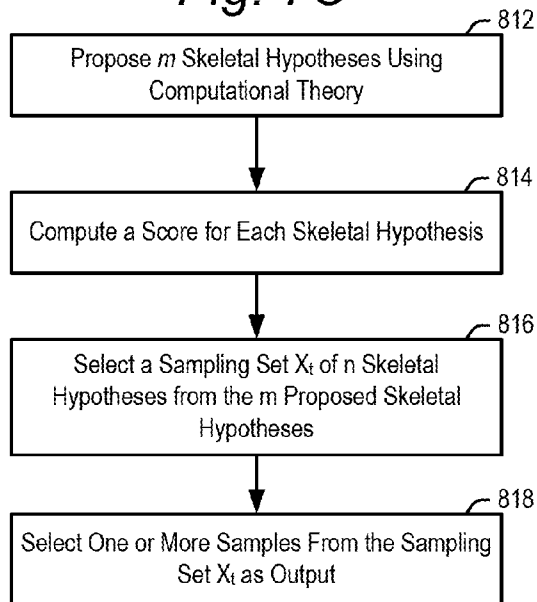 812
Propose m Skeletal Hypotheses Using
Computational Theory
814
Compute a Score for Each Skeletal Hypothesis
816
Select a Sampling Set Xt of n Skeletal
Hypotheses from the m Proposed Skeletal
Hypotheses
818
Select One or More Samples From the Sampling
Set Xt as Output